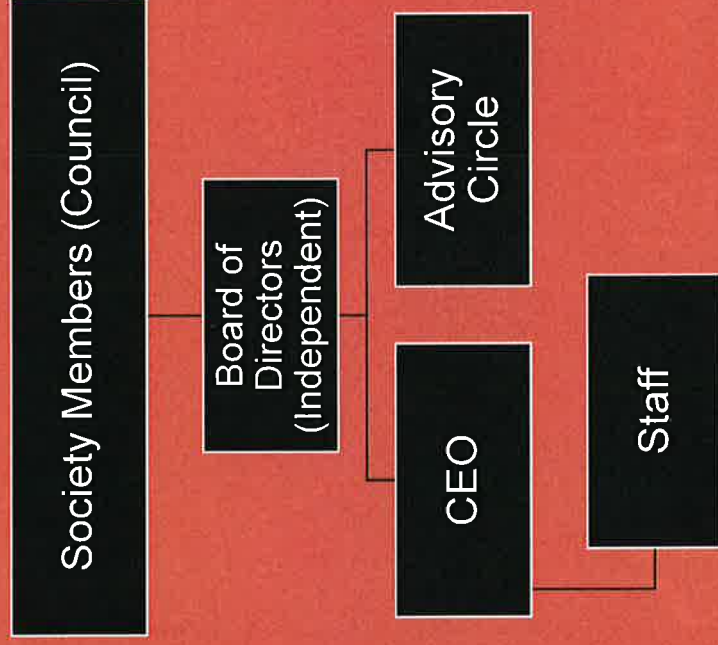 Society Members (Council)
Board of
Directors
(Independent)
CEO
Advisory
Circle
Staff